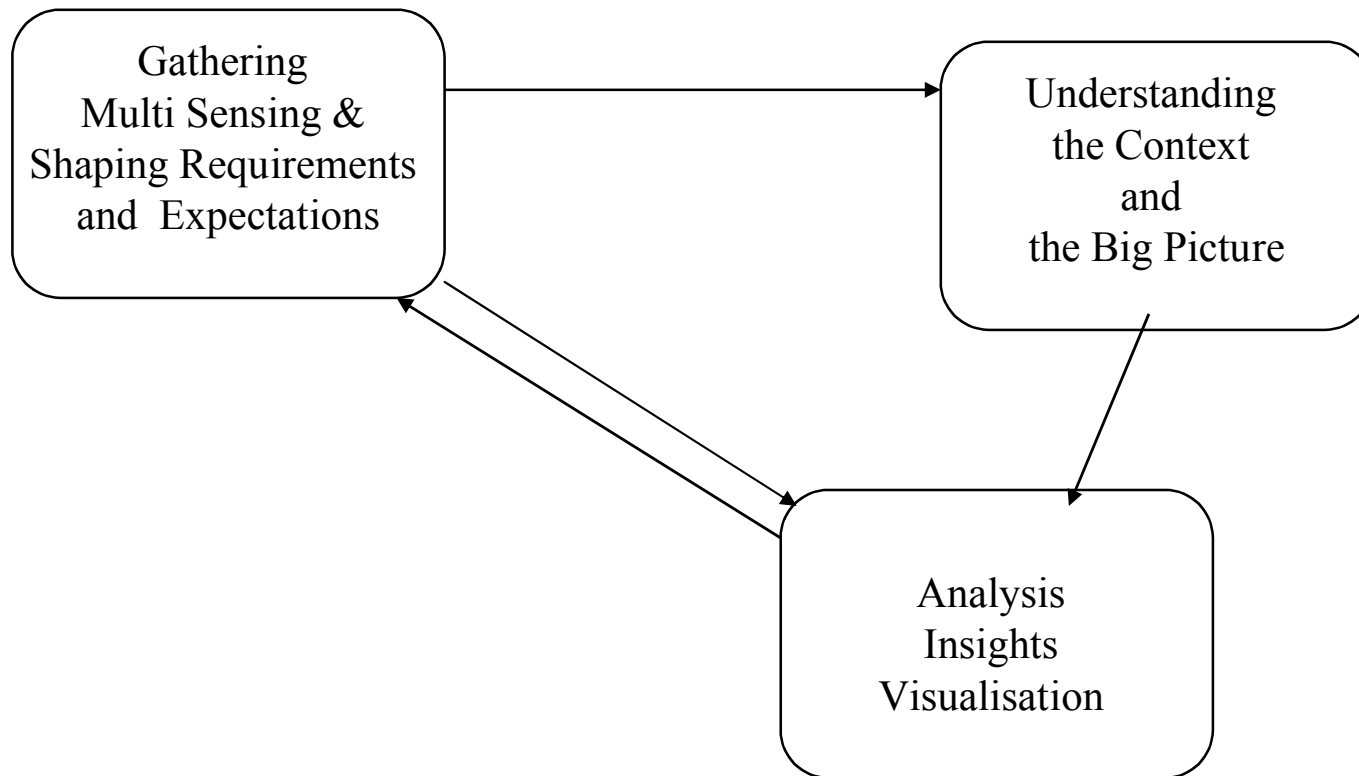 Gathering
Multi Sensing &
Shaping Requirements
and  Expectations
Understanding
the Context
and
the Big Picture
Analysis
Insights
Visualisation